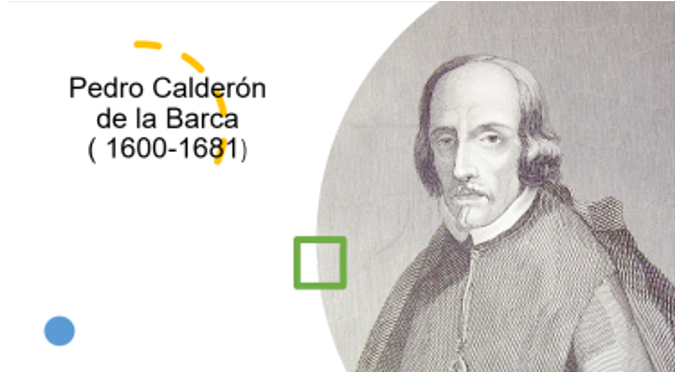 Pedro Calderón
de la Barca
( 1600-1681)